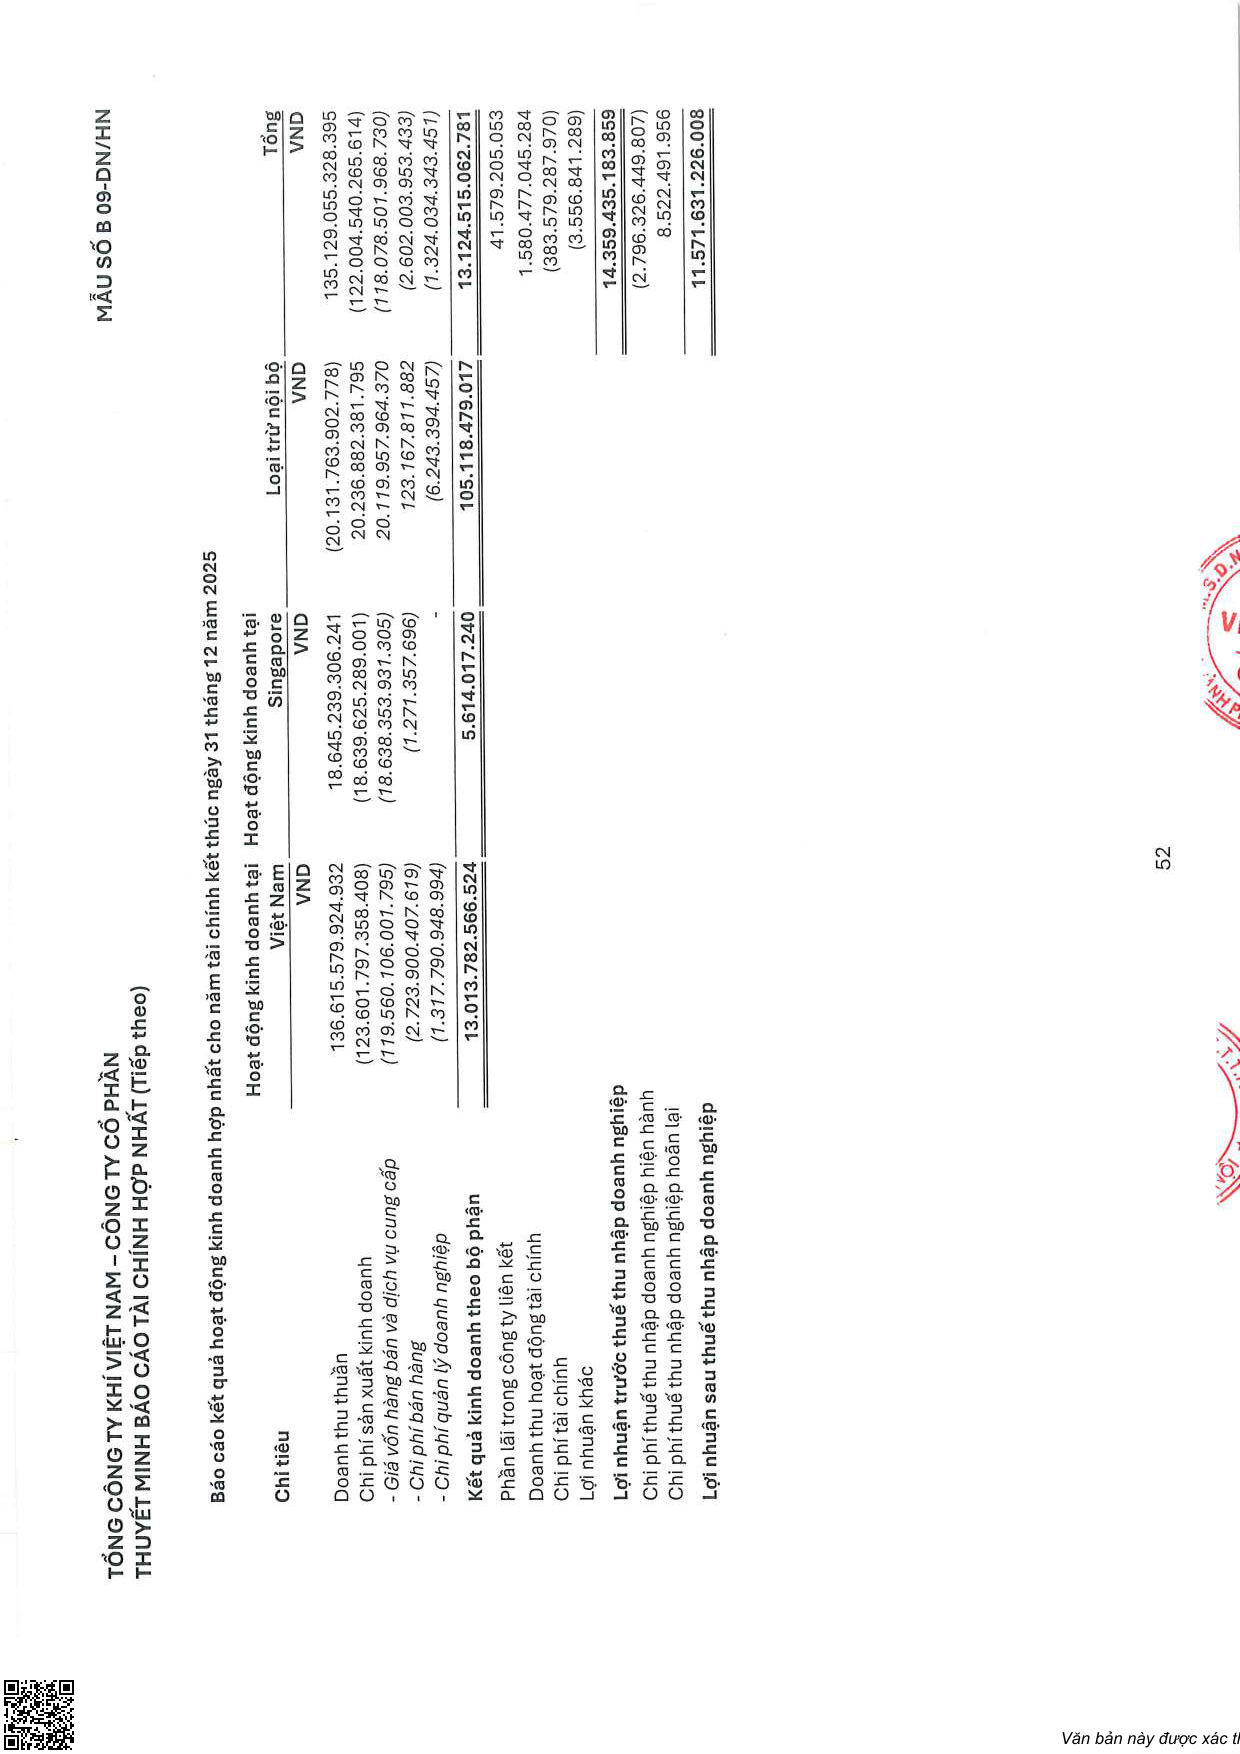 TỔNG CÔNG TY KHÍ VIỆT NAM – CÔNG TY CỔ PHẦN MẪU SỐ B 09-DN/HN
THUYẾT MINH BÁO CÁO TÀI CHÍNH HỢP NHẤT (Tiếp theo)
Báo cáo kết quả hoạt động kinh doanh hợp nhất cho năm tài chính kết thúc ngày 31 tháng 12 năm 2025
Hoạt động kinh doanh tại Hoạt động kinh doanh tại
Chỉ tiêu Việt Nam Singapore Loại trừ nội bộ Tổng
VND VND VND VND
Doanh thu thuần 136.615.579.924.932 18.645.239.306.241 (20.131.763.902.778) 135.129.055.328.395
Chi phí sản xuất kinh doanh (123.601.797.358.408) (18.639.625.289.001) 20.236.882.381.795 (122.004.540.265.614)
- Giá vốn hàng bán và dịch vụ cung cấp (119.560.106.001.795) (18.638.353.931.305) 20.119.957.964.370 (118.078.501.968.730)
- Chi phí bán hàng (2.723.900.407.619) (1.271.357.696) 123.167.811.882 (2.602.003.953.433)
- Chi phí quản lý doanh nghiệp (1.317.790.948.994) - (6.243.394.457) (1.324.034.343.451)
Kết quả kinh doanh theo bộ phận 13.013.782.566.524 5.614.017.240 105.118.479.017 13.124.515.062.781
Phần lãi trong công ty liên kết 41.579.205.053
Doanh thu hoạt động tài chính 1.580.477.045.284
Chi phí tài chính (383.579.287.970)
Lợi nhuận khác (3.556.841.289)
Lợi nhuận trước thuế thu nhập doanh nghiệp 14.359.435.183.859
Chi phí thuế thu nhập doanh nghiệp hiện hành (2.796.326.449.807)
Chi phí thuế thu nhập doanh nghiệp hoãn lại 8.522.491.956
Lợi nhuận sau thuế thu nhập doanh nghiệp 11.571.631.226.008
52
Văn bản này được xác th